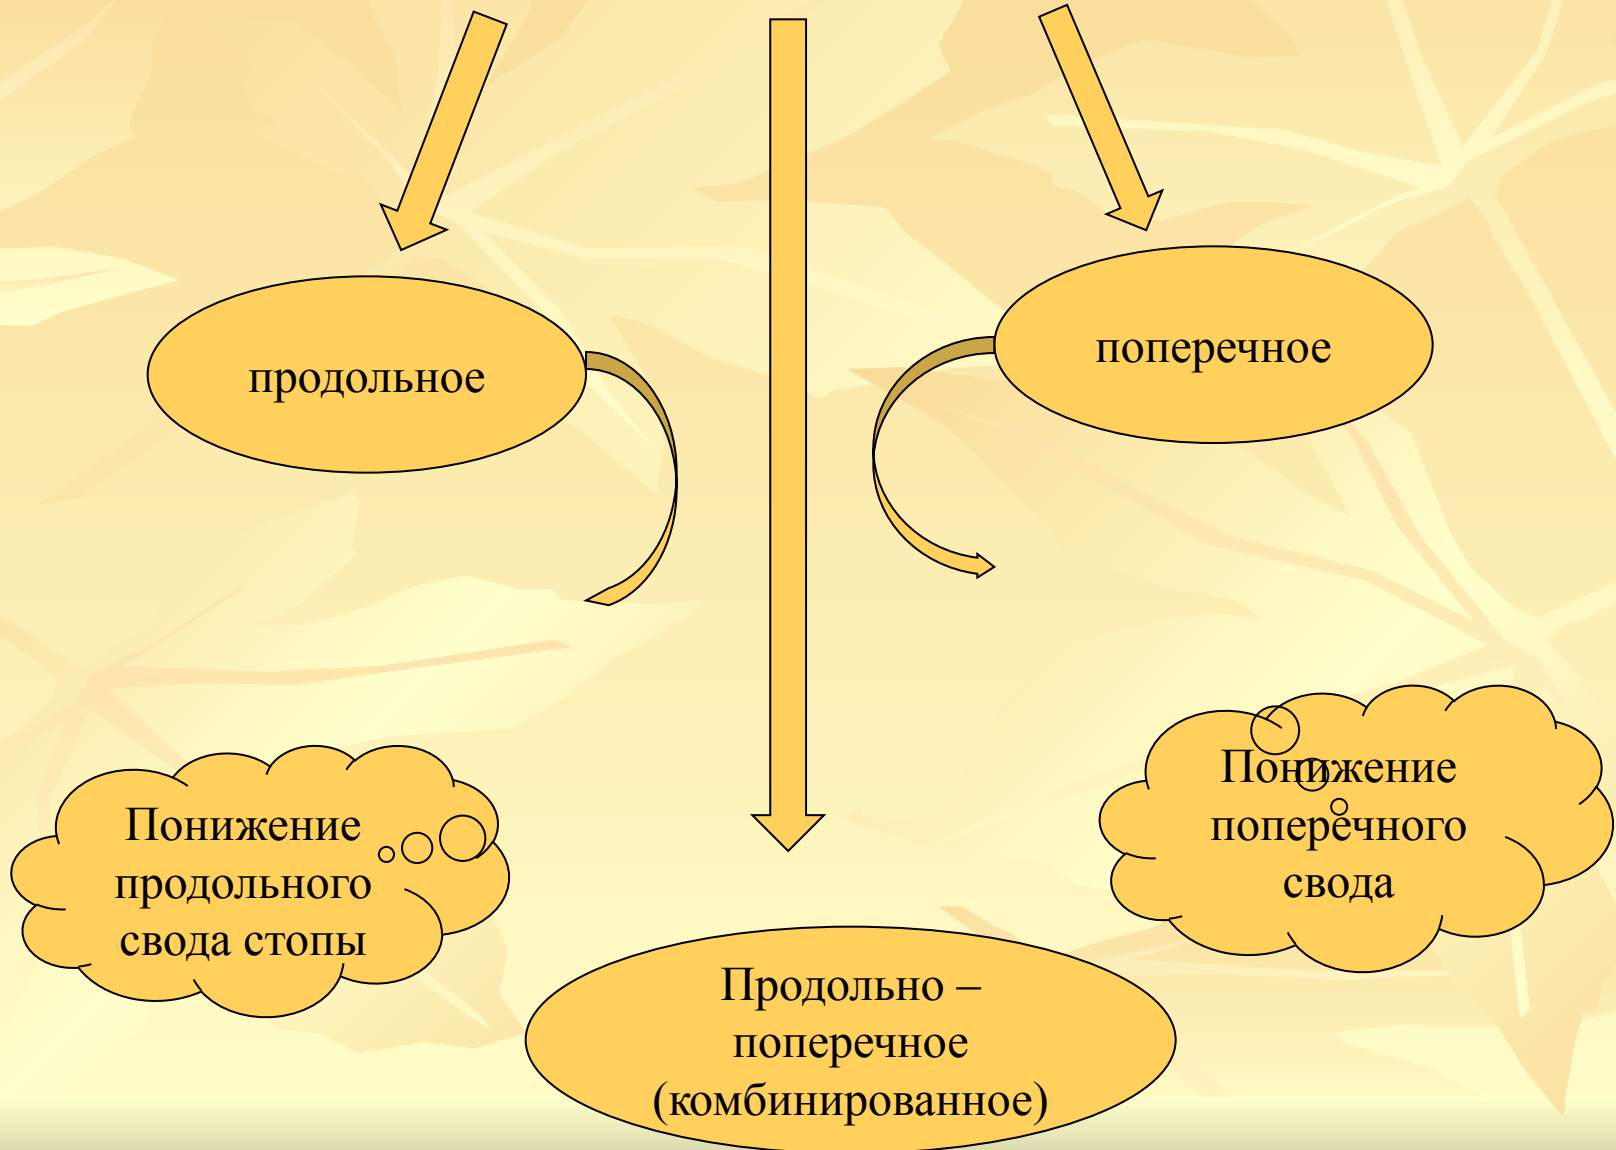 продольное
поперечное
Понижение
продольного
свода стопы
Понижение
поперечного
свода
Продольно –
поперечное
(комбинированное)